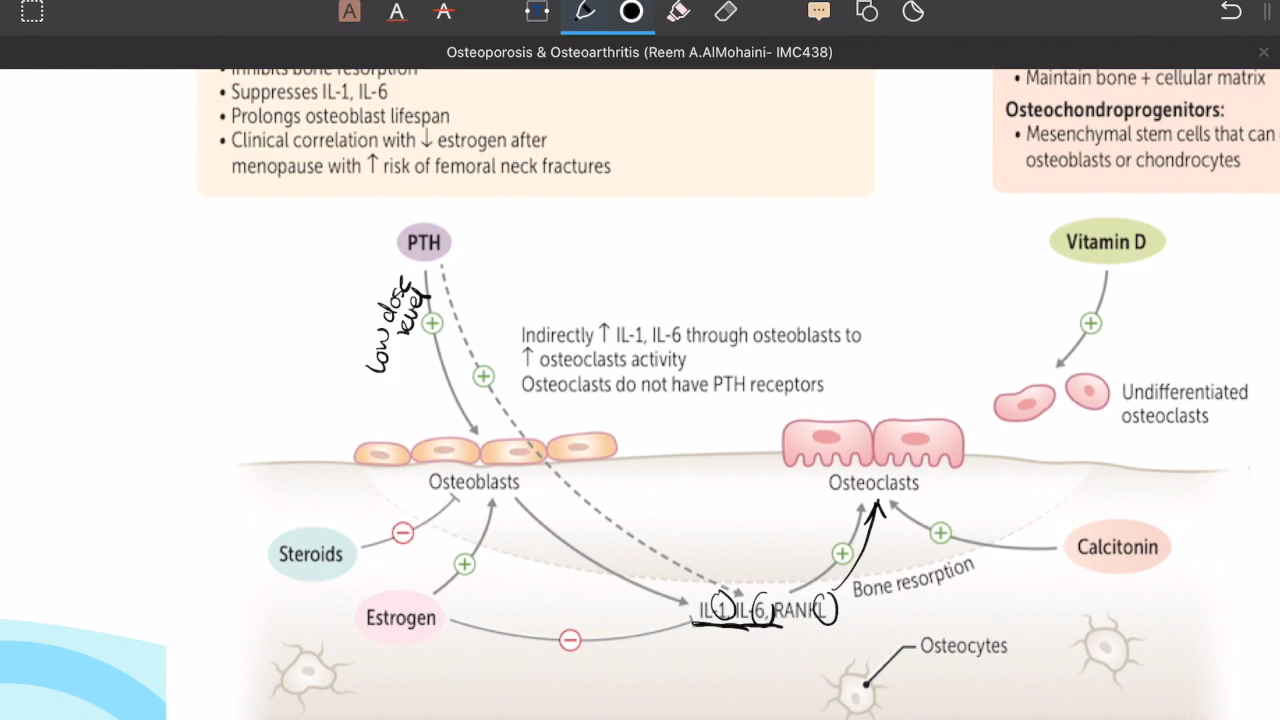 Osteoporosis & Osteoarthritis (Reem A.AlMohaini- IMC438)
• Inhibits bone resorption
• Suppresses IL-1, IL-6
• Prolongs osteoblast lifespan
• Clinical correlation with ↓ estrogen after
menopause with ↑ risk of femoral neck fractures
• Maintain bone + cellular matrix
Osteochondroprogenitors:
• Mesenchymal stem cells that can
osteoblasts or chondrocytes
PTH
Vitamin D
low dose
level
Indirectly ↑ IL-1, IL-6 through osteoblasts to
↑ osteoclasts activity
Osteoclasts do not have PTH receptors
Undifferentiated
osteoclasts
Osteoblasts
Osteoclasts
Steroids
Calcitonin
Estrogen
Bone resorption
IL-1, IL-6, RANKL
Osteocytes